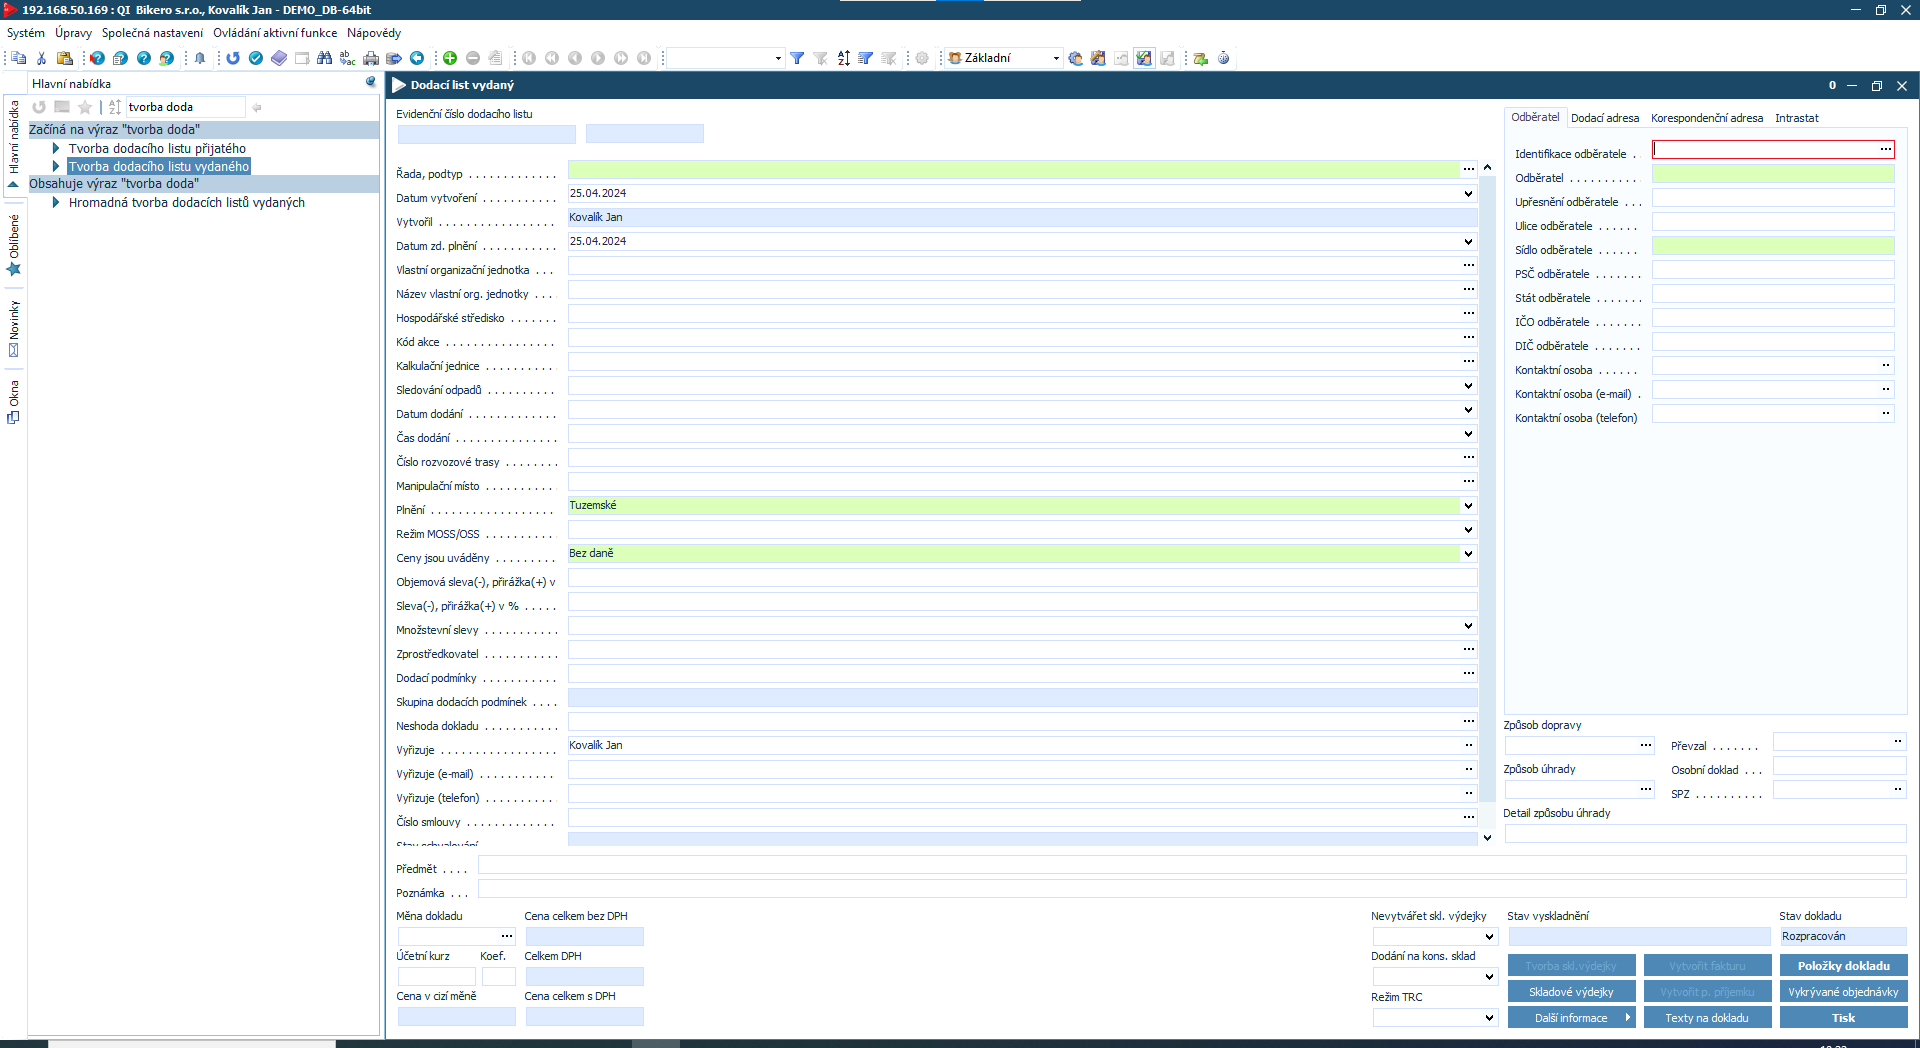 192.168.50.169 : QI Bikero s.r.o., Kovalík Jan - DEMO_DB-64bit
Systém Úpravy Společná nastavení Ovládání aktivní funkce Nápovědy
Základní
Hlavní nabídka
Oblíbené
Novinky
Okna
Hlavní nabídka
tvorba doda
Začíná na výraz "tvorba doda"
Tvorba dodacího listu přijatého
Tvorba dodacího listu vydaného
Obsahuje výraz "tvorba doda"
Hromadná tvorba dodacích listů vydaných
Dodací list vydaný
0
Evidenční číslo dodacího listu
Řada, podtyp . . . . . . . . . . . . .
Datum vytvoření . . . . . . . . . . . . 25.04.2024
Vytvořil . . . . . . . . . . . . . . . . . Kovalík Jan
Datum zd. plnění . . . . . . . . . . . 25.04.2024
Vlastní organizační jednotka . . .
Název vlastní org. jednotky . . . .
Hospodářské středisko . . . . . . .
Kód akce . . . . . . . . . . . . . . . .
Kalkulační jednice . . . . . . . . . . .
Sledování odpadů . . . . . . . . . .
Datum dodání . . . . . . . . . . . . .
Čas dodání . . . . . . . . . . . . . . .
Číslo rozvozové trasy . . . . . . . .
Manipulační místo . . . . . . . . . . .
Plnění . . . . . . . . . . . . . . . . . . Tuzemské
Režim MOSS/OSS . . . . . . . . . . .
Ceny jsou uváděny . . . . . . . . . Bez daně
Objemová sleva(-), přirážka(+) v
Sleva(-), přirážka(+) v % . . . . .
Množstevní slevy . . . . . . . . . . .
Zprostředkovatel . . . . . . . . . . .
Dodací podmínky . . . . . . . . . . .
Skupina dodacích podmínek . . . .
Neshoda dokladu . . . . . . . . . . .
Vyřizuje . . . . . . . . . . . . . . . . . Kovalík Jan
Vyřizuje (e-mail) . . . . . . . . . . .
Vyřizuje (telefon) . . . . . . . . . . .
Číslo smlouvy . . . . . . . . . . . . .
Stav schvalování
Předmět . . . .
Poznámka . . .
Odběratel Dodací adresa Korespondenční adresa Intrastat
Identifikace odběratele . .
Odběratel . . . . . . . . . .
Upřesnění odběratele . . .
Ulice odběratele . . . . . .
Sídlo odběratele . . . . . .
PSČ odběratele . . . . . . .
Stát odběratele . . . . . . .
IČO odběratele . . . . . . .
DIČ odběratele . . . . . . .
Kontaktní osoba . . . . . .
Kontaktní osoba (e-mail) .
Kontaktní osoba (telefon)
Způsob dopravy
Převzal . . . . . . .
Způsob úhrady
Osobní doklad . . .
SPZ . . . . . . . . . .
Detail způsobu úhrady
Měna dokladu Cena celkem bez DPH
Účetní kurz Koef. Celkem DPH
Cena v cizí měně Cena celkem s DPH
Nevytvářet skl. výdejky Stav vyskladnění Stav dokladu
Rozpracován
Dodání na kons. sklad
Režim TRC
Tvorba skl.výdejky Vytvořit fakturu Položky dokladu
Skladové výdejky Vytvořit p. příjemku Vykrývané objednávky
Další informace Texty na dokladu Tisk